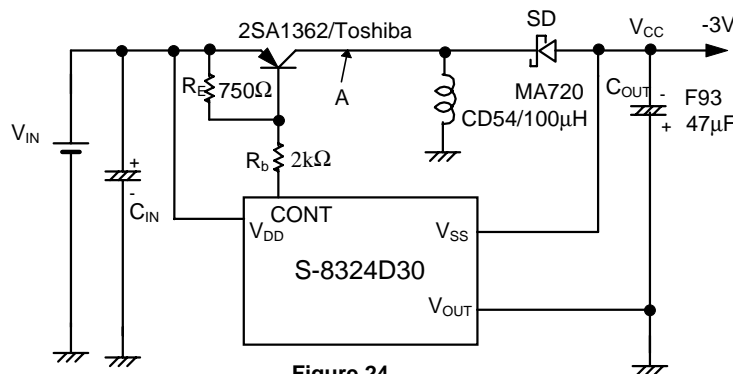 2SA1362/Toshiba
SD
VCC
-3V
RE
750Ω
A
MA720
COUT
-
F93
CD54/100μH
+
47μF
VIN
Rb
2kΩ
+
-
CIN
CONT
VDD
VSS
S-8324D30
VOUT
Figure 24